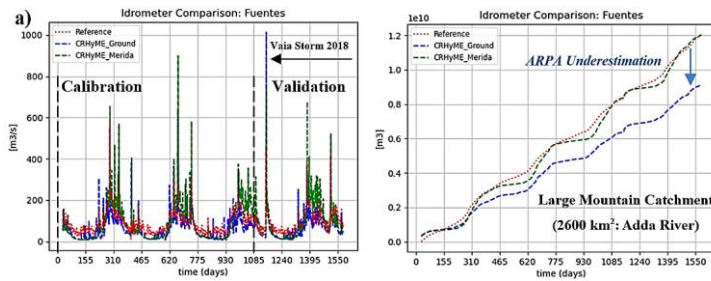 a)
Idrometer Comparison: Fuentes
Reference
CRHyME_Ground
CRHyME_Merida
Vaia Storm 2018
Calibration
Validation
[m3/s]
1000
800
600
400
200
0
0 155 310 465 620 775 930 1085 1240 1395 1550
time (days)
1e10
Idrometer Comparison: Fuentes
Reference
CRHyME_Ground
CRHyME_Merida
ARPA Underestimation
Large Mountain Catchment
(2600 km²: Adda River)
[m3]
1.2
1.0
0.8
0.6
0.4
0.2
0.0
0 155 310 465 620 775 930 1085 1240 1395 1550
time (days)